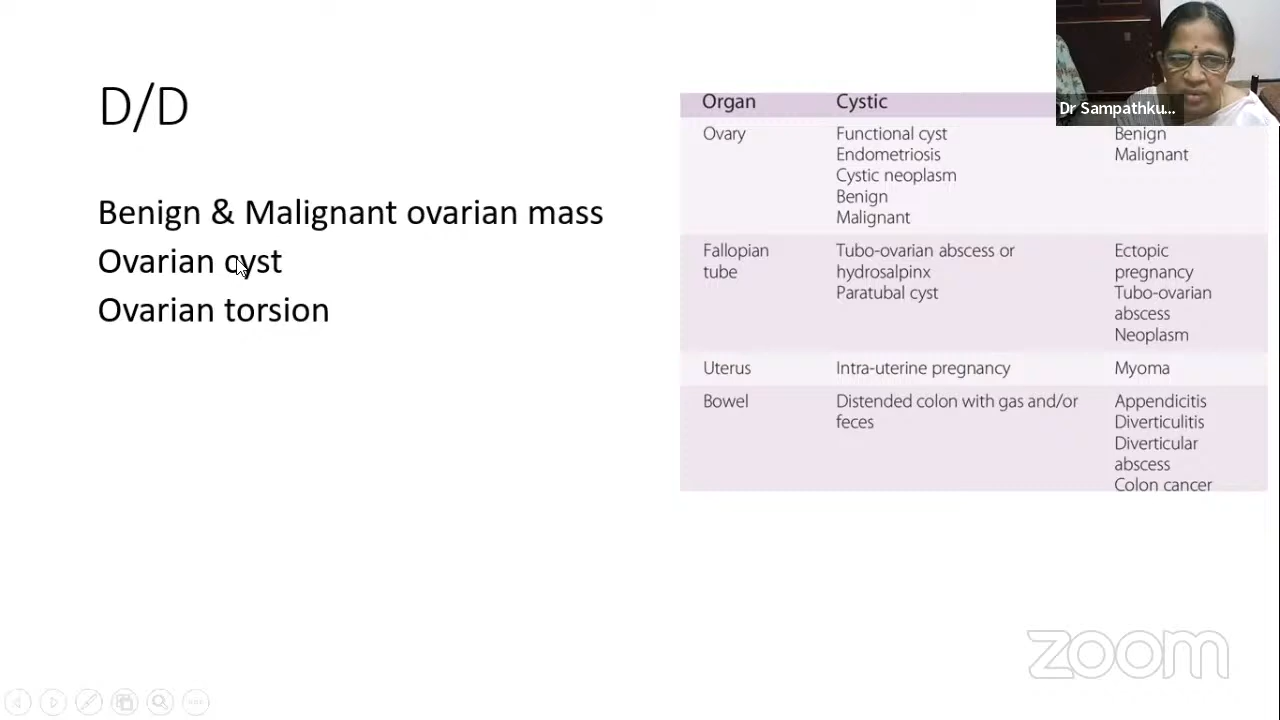 D/D
Benign & Malignant ovarian mass
Ovarian cyst
Ovarian torsion
Organ Cystic
Ovary Functional cyst Benign
Endometriosis Malignant
Cystic neoplasm
Benign
Malignant
Fallopian Tubo-ovarian abscess or Ectopic
tube hydrosalpinx pregnancy
Paratubal cyst Tubo-ovarian
abscess
Neoplasm
Uterus Intra-uterine pregnancy Myoma
Bowel Distended colon with gas and/or Appendicitis
feces Diverticulitis
Diverticular
abscess
Colon cancer
Dr Sampathku...
zoom